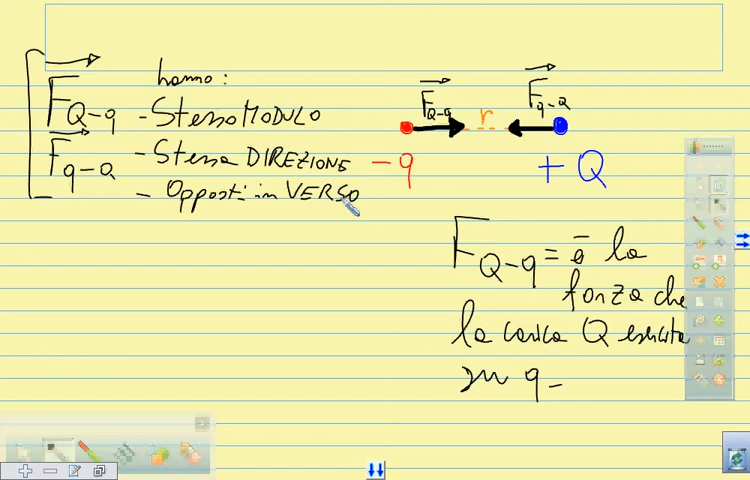 hanno:
F Q-q - Stesso MODULO
F q-Q - Stessa DIREZIONE
- Opposti in VERSO
F Q-q
r
F q-Q
- q
+ Q
F Q-q = è la
forza che
la carica Q esercita
su q -